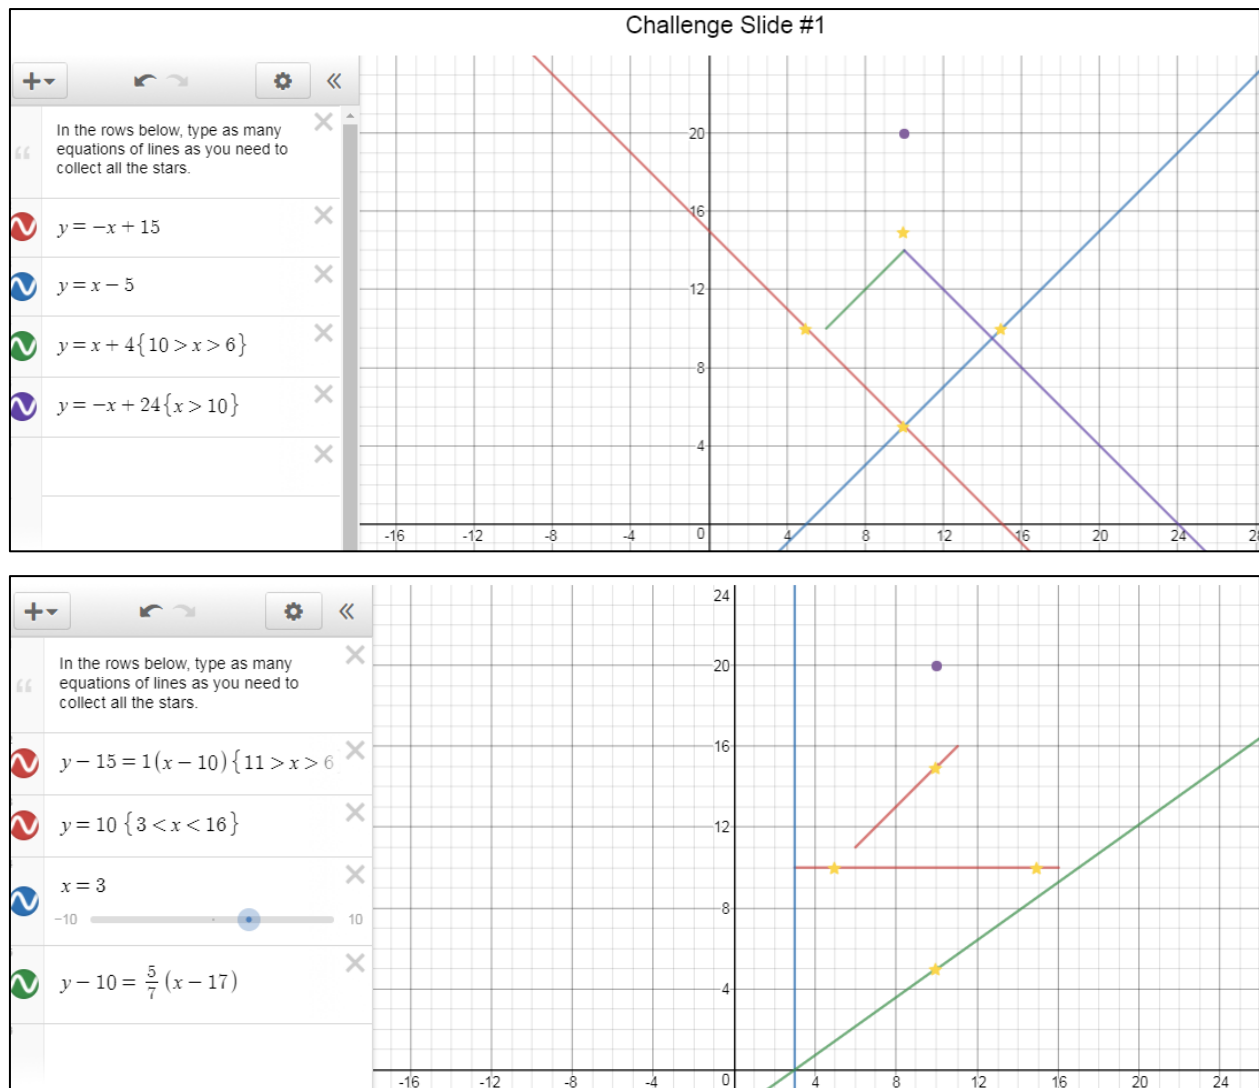 Challenge Slide #1
In the rows below, type as many
equations of lines as you need to
collect all the stars.
y = −x + 15
y = x − 5
y = x + 4{10 > x > 6}
y = −x + 24{x > 10}
20
16
12
8
4
-16 -12 -8 -4 0 4 8 12 16 20 24 28
In the rows below, type as many
equations of lines as you need to
collect all the stars.
y − 15 = 1(x − 10){11 > x > 6
y = 10 {3 < x < 16}
x = 3
−10 10
y − 10 = 5/7 (x − 17)
24
20
16
12
8
4
-16 -12 -8 -4 0 4 8 12 16 20 24